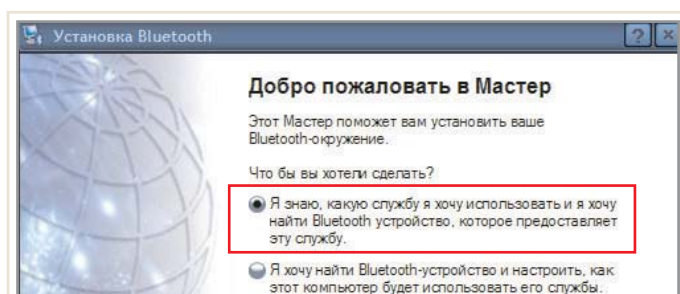 Установка Bluetooth
Добро пожаловать в Мастер
Этот Мастер поможет вам установить ваше
Bluetooth-окружение.
Что бы вы хотели сделать?
Я знаю, какую службу я хочу использовать и я хочу
найти Bluetooth устройство, которое предоставляет
эту службу.
Я хочу найти Bluetooth-устройство и настроить, как
этот компьютер будет использовать его службы.